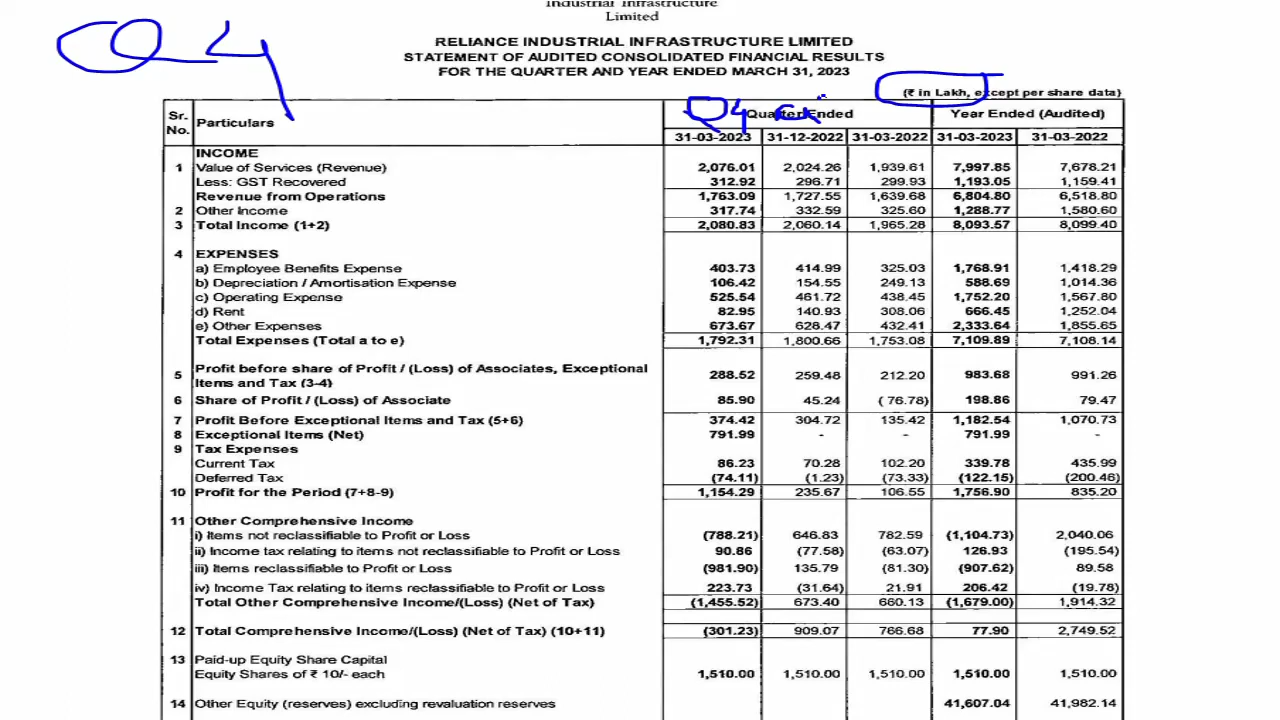 Industrial Infrastructure
Limited
Q4
RELIANCE INDUSTRIAL INFRASTRUCTURE LIMITED
STATEMENT OF AUDITED CONSOLIDATED FINANCIAL RESULTS
FOR THE QUARTER AND YEAR ENDED MARCH 31, 2023
(₹ in Lakh, except per share data)
Sr. No. Particulars Quarter Ended Year Ended (Audited)
Q4
31-03-2023 31-12-2022 31-03-2022 31-03-2023 31-03-2022
INCOME
1 Value of Services (Revenue) 2,076.01 2,024.26 1,939.61 7,997.85 7,678.21
Less: GST Recovered 312.92 296.71 299.93 1,193.05 1,159.41
Revenue from Operations 1,763.09 1,727.55 1,639.68 6,804.80 6,518.80
2 Other Income 317.74 332.59 325.60 1,288.77 1,580.60
3 Total Income (1+2) 2,080.83 2,060.14 1,965.28 8,093.57 8,099.40
4 EXPENSES
a) Employee Benefits Expense 403.73 414.99 325.03 1,768.91 1,418.29
b) Depreciation / Amortisation Expense 106.42 154.55 249.13 588.69 1,014.36
c) Operating Expense 525.54 461.72 438.45 1,752.20 1,567.80
d) Rent 82.95 140.93 308.06 666.45 1,252.04
e) Other Expenses 673.67 628.47 432.41 2,333.64 1,855.65
Total Expenses (Total a to e) 1,792.31 1,800.66 1,753.08 7,109.89 7,108.14
5 Profit before share of Profit / (Loss) of Associates, Exceptional
Items and Tax (3-4) 288.52 259.48 212.20 983.68 991.26
6 Share of Profit / (Loss) of Associate 85.90 45.24 (76.78) 198.86 79.47
7 Profit Before Exceptional Items and Tax (5+6) 374.42 304.72 135.42 1,182.54 1,070.73
8 Exceptional Items (Net) 791.99 - - 791.99 -
9 Tax Expenses
Current Tax 86.23 70.28 102.20 339.78 435.99
Deferred Tax (74.11) (1.23) (73.33) (122.15) (200.46)
10 Profit for the Period (7+8-9) 1,154.29 235.67 106.55 1,756.90 835.20
11 Other Comprehensive Income
i) Items not reclassifiable to Profit or Loss (788.21) 646.83 782.59 (1,104.73) 2,040.06
ii) Income tax relating to items not reclassifiable to Profit or Loss 90.86 (77.58) (63.07) 126.93 (195.54)
iii) Items reclassifiable to Profit or Loss (981.90) 135.79 (81.30) (907.62) 89.58
iv) Income Tax relating to items reclassifiable to Profit or Loss 223.73 (31.64) 21.91 206.42 (19.78)
Total Other Comprehensive Income/(Loss) (Net of Tax) (1,455.52) 673.40 660.13 (1,679.00) 1,914.32
12 Total Comprehensive Income/(Loss) (Net of Tax) (10+11) (301.23) 909.07 766.68 77.90 2,749.52
13 Paid-up Equity Share Capital
Equity Shares of ₹ 10/- each 1,510.00 1,510.00 1,510.00 1,510.00 1,510.00
14 Other Equity (reserves) excluding revaluation reserves 41,607.04 41,982.14